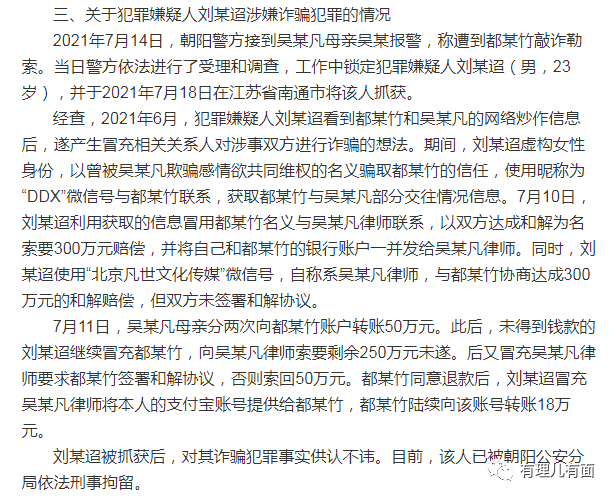 三、关于犯罪嫌疑人刘某迢涉嫌诈骗犯罪的情况
2021年7月14日，朝阳警方接到吴某凡母亲吴某报警，称遭到都某竹敲诈勒
索。当日警方依法进行了受理和调查，工作中锁定犯罪嫌疑人刘某迢（男，23
岁），并于2021年7月18日在江苏省南通市将该人抓获。
经查，2021年6月，犯罪嫌疑人刘某迢看到都某竹和吴某凡的网络炒作信息
后，遂产生冒充相关关系人对涉事双方进行诈骗的想法。期间，刘某迢虚构女性
身份，以曾被吴某凡欺骗感情欲共同维权的名义骗取都某竹的信任，使用昵称为
“DDX”微信号与都某竹联系，获取都某竹与吴某凡部分交往情况信息。7月10日，
刘某迢利用获取的信息冒用都某竹名义与吴某凡律师联系，以双方达成和解为名
索要300万元赔偿，并将自己和都某竹的银行账户一并发给吴某凡律师。同时，刘
某迢使用“北京凡世文化传媒”微信号，自称系吴某凡律师，与都某竹协商达成300
万元的和解赔偿，但双方未签署和解协议。
7月11日，吴某凡母亲分两次向都某竹账户转账50万元。此后，未得到钱款的
刘某迢继续冒充都某竹，向吴某凡律师索要剩余250万元未遂。后又冒充吴某凡律
师要求都某竹签署和解协议，否则索回50万元。都某竹同意退款后，刘某迢冒充
吴某凡律师将本人的支付宝账号提供给都某竹，都某竹陆续向该账号转账18万
元。
刘某迢被抓获后，对其诈骗犯罪事实供认不讳。目前，该人已被朝阳公安分
局依法刑事拘留。
有理几有面